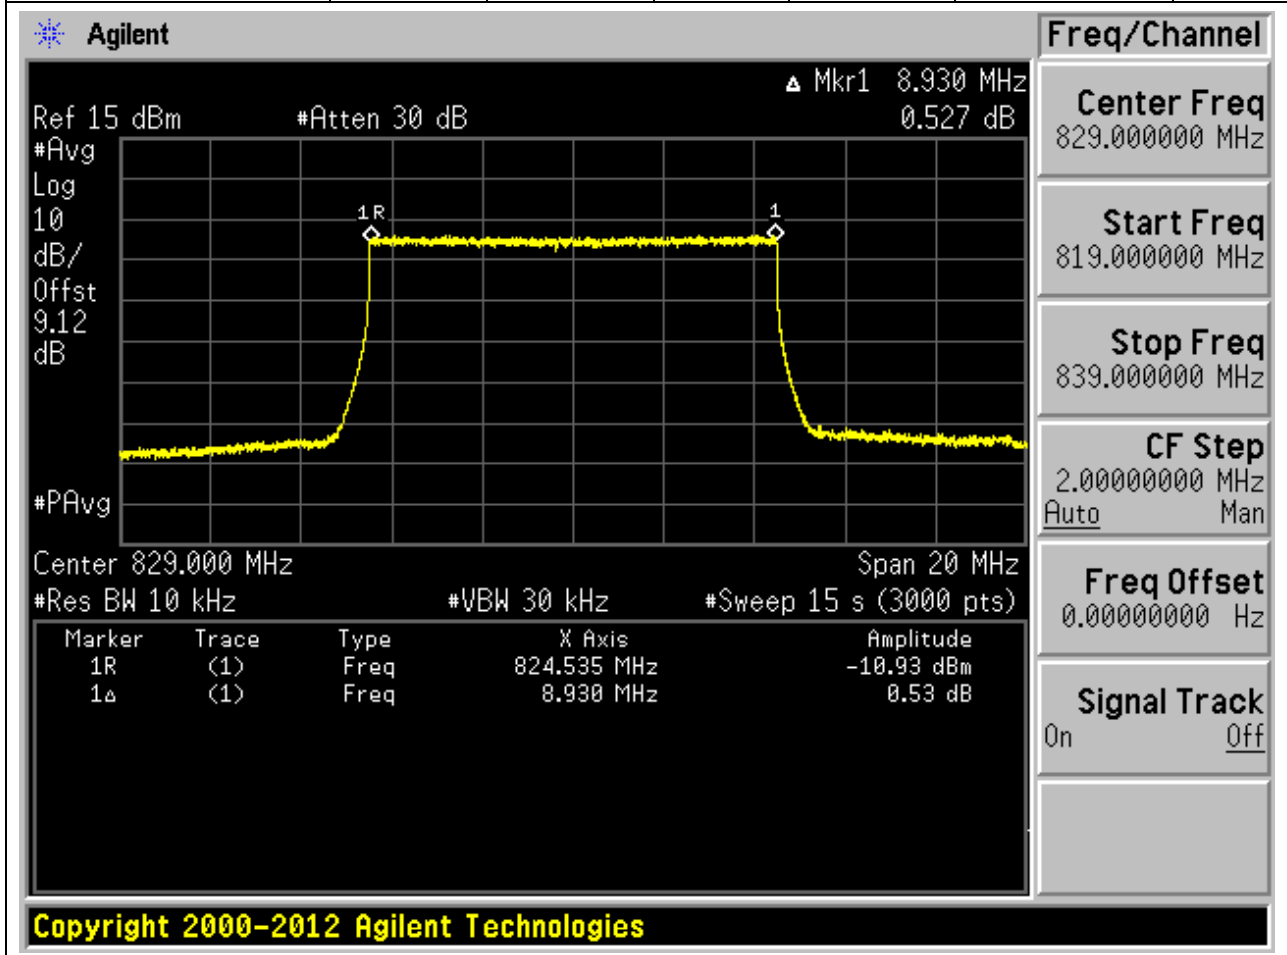 Agilent
Freq/Channel
Δ Mkr1 8.930 MHz
Ref 15 dBm #Atten 30 dB 0.527 dB
#Avg
Log
10
dB/
Offst
9.12
dB
#PAvg
1R
1
Center 829.000 MHz Span 20 MHz
#Res BW 10 kHz #VBW 30 kHz #Sweep 15 s (3000 pts)
Marker Trace Type X Axis Amplitude
1R (1) Freq 824.535 MHz -10.93 dBm
1Δ (1) Freq 8.930 MHz 0.53 dB
Center Freq
829.000000 MHz
Start Freq
819.000000 MHz
Stop Freq
839.000000 MHz
CF Step
2.00000000 MHz
Auto Man
Freq Offset
0.00000000 Hz
Signal Track
On Off
Copyright 2000-2012 Agilent Technologies